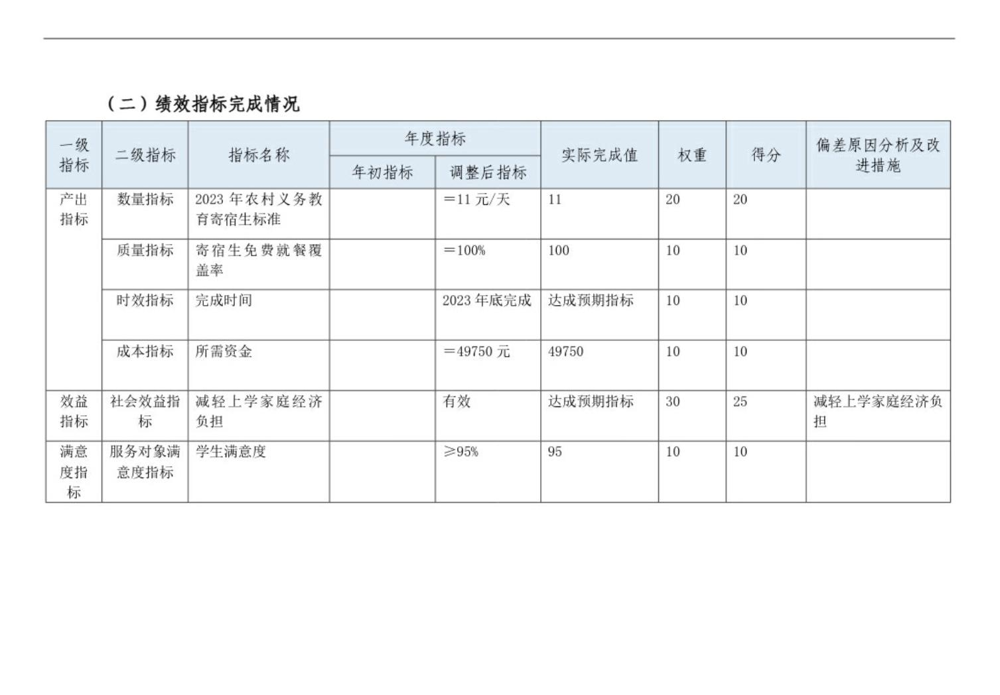 （二）绩效指标完成情况
一级
指标
二级指标
指标名称
年度指标
年初指标
调整后指标
实际完成值
权重
得分
偏差原因分析及改
进措施
产出
指标
数量指标
2023 年农村义务教
育寄宿生标准
＝11 元/天
11
20
20
质量指标
寄宿生免费就餐覆
盖率
＝100%
100
10
10
时效指标
完成时间
2023 年底完成
达成预期指标
10
10
成本指标
所需资金
＝49750 元
49750
10
10
效益
指标
社会效益指
标
减轻上学家庭经济
负担
有效
达成预期指标
30
25
减轻上学家庭经济负
担
满意
度指
标
服务对象满
意度指标
学生满意度
≥95%
95
10
10